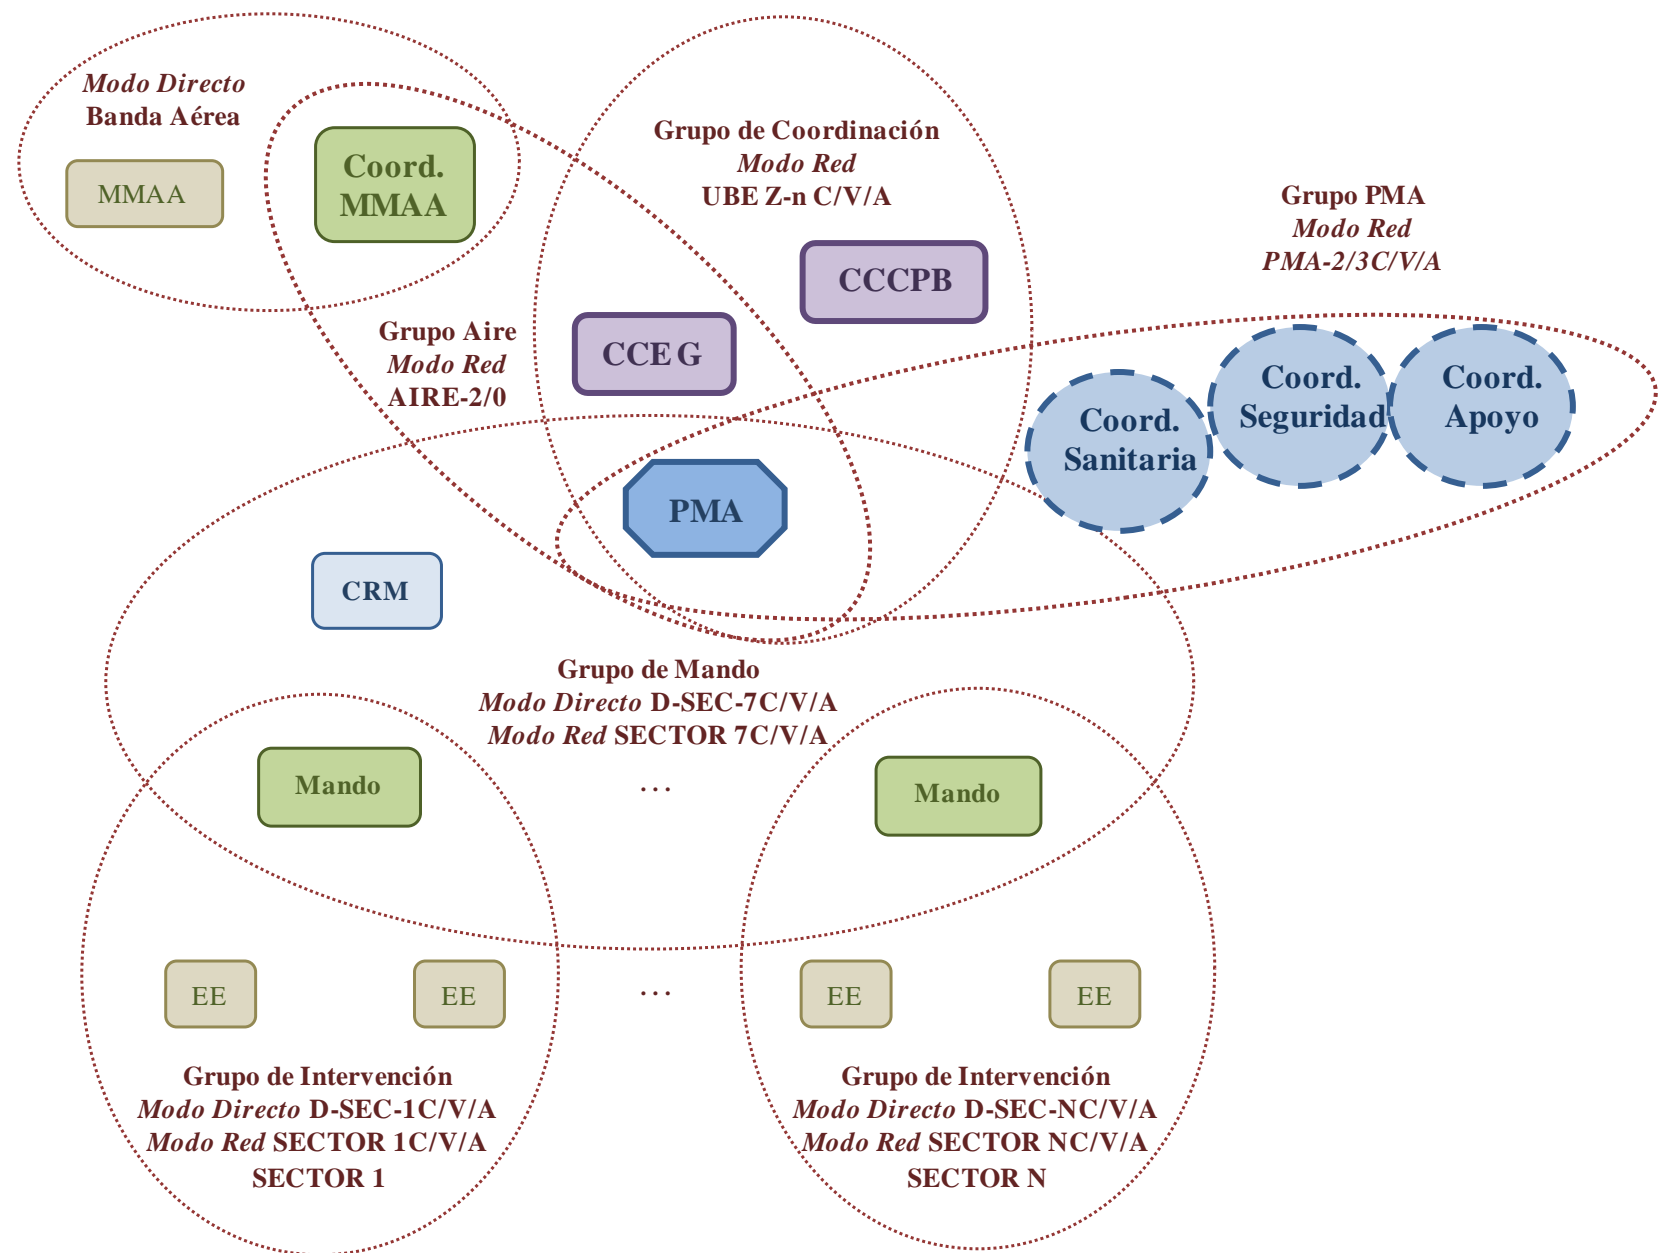 Modo Directo
Banda Aérea
MMAA
Coord.
MMAA
Grupo de Coordinación
Modo Red
UBE Z-n C/V/A
CCCPB
CCE G
Grupo PMA
Modo Red
PMA-2/3C/V/A
Grupo Aire
Modo Red
AIRE-2/0
Coord.
Sanitaria
Coord.
Seguridad
Coord.
Apoyo
PMA
CRM
Grupo de Mando
Modo Directo D-SEC-7C/V/A
Modo Red SECTOR 7C/V/A
Mando
...
Mando
EE
EE
...
EE
EE
Grupo de Intervención
Modo Directo D-SEC-1C/V/A
Modo Red SECTOR 1C/V/A
SECTOR 1
Grupo de Intervención
Modo Directo D-SEC-NC/V/A
Modo Red SECTOR NC/V/A
SECTOR N